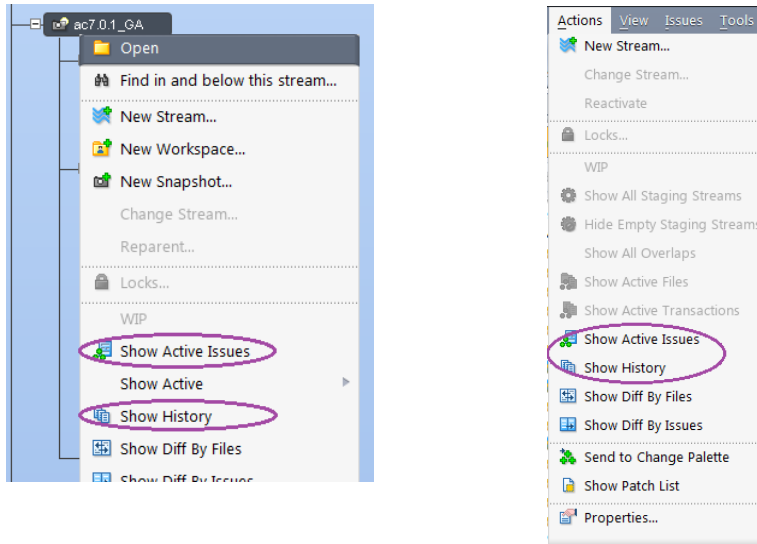 ac7.0.1_GA
Open
Find in and below this stream...
New Stream...
New Workspace...
New Snapshot...
Change Stream...
Reparent...
Locks...
WIP
Show Active Issues
Show Active
Show History
Show Diff By Files
Show Diff By Issues
Actions View Issues Tools
New Stream...
Change Stream...
Reactivate
Locks...
WIP
Show All Staging Streams
Hide Empty Staging Streams
Show All Overlaps
Show Active Files
Show Active Transactions
Show Active Issues
Show History
Show Diff By Files
Show Diff By Issues
Send to Change Palette
Show Patch List
Properties...